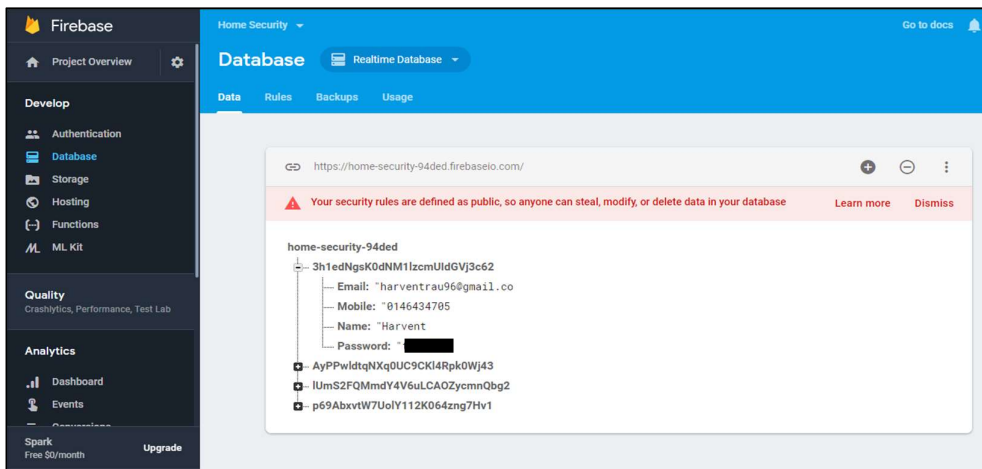 Firebase
Project Overview
Develop
Authentication
Database
Storage
Hosting
Functions
ML Kit
Quality
Crashlytics, Performance, Test Lab
Analytics
Dashboard
Events
Spark
Free $0/month
Upgrade
Home Security
Go to docs
Database
Realtime Database
Data Rules Backups Usage
https://home-security-94ded.firebaseio.com/
Your security rules are defined as public, so anyone can steal, modify, or delete data in your database Learn more Dismiss
home-security-94ded
3h1edNgsK0dNM1lzcmUIdGVj3c62
Email: "harventrau96@gmail.co
Mobile: "0146434705
Name: "Harvent
Password: "
AyPPwldtqNXq0UC9CKl4Rpk0Wj43
lUmS2FQMmdY4V6uLCAOZycmnQbg2
p69AbxvtW7UolY112K064zng7Hv1